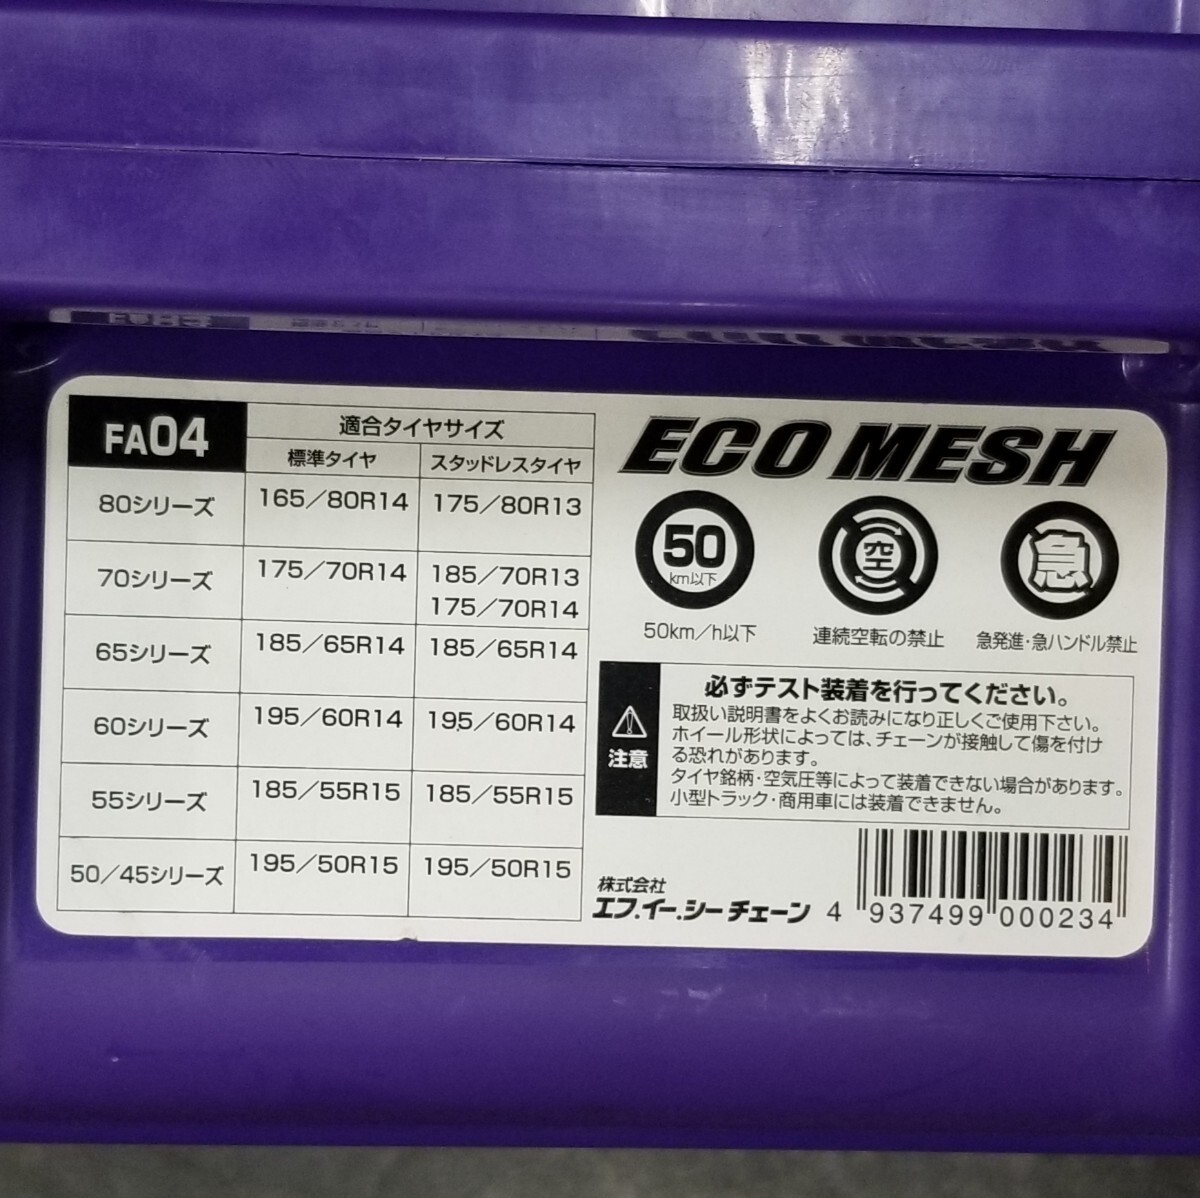 FA04
適合タイヤサイズ
標準タイヤ スタッドレスタイヤ
80シリーズ 165/80R14 175/80R13
70シリーズ 175/70R14 185/70R13
175/70R14
65シリーズ 185/65R14 185/65R14
60シリーズ 195/60R14 195/60R14
55シリーズ 185/55R15 185/55R15
50/45シリーズ 195/50R15 195/50R15
ECO MESH
50
km以下
空
急
50km/h以下
連続空転の禁止
急発進・急ハンドル禁止
注意
必ずテスト装着を行ってください。
取扱い説明書をよくお読みになり正しくご使用下さい。
ホイール形状によっては、チェーンが接触して傷を付け
る恐れがあります。
タイヤ銘柄・空気圧等によって装着できない場合があります。
小型トラック・商用車には装着できません。
株式会社
エフ.イー.シーチェーン
4 937499 000234